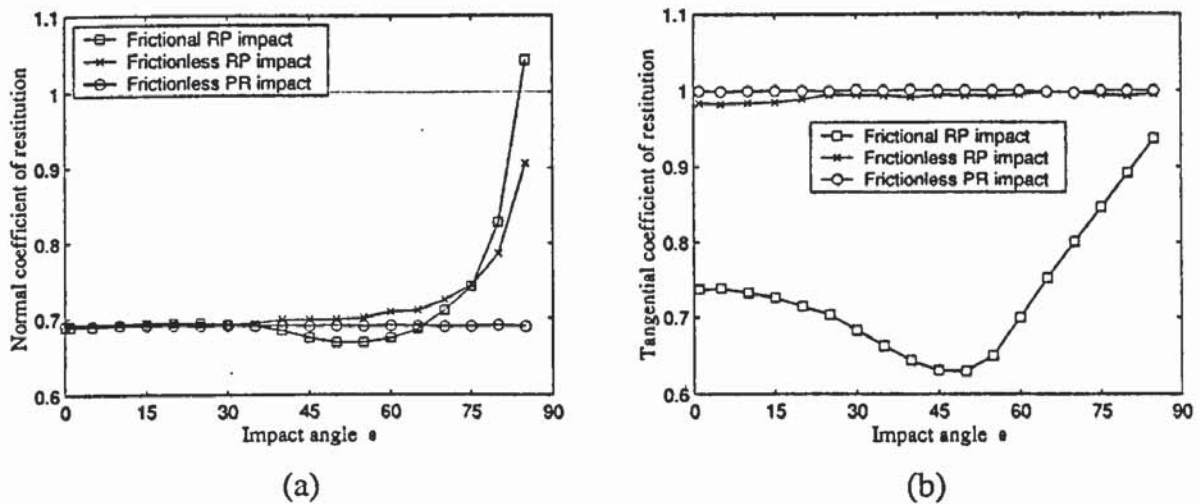 1.1
1
0.9
0.8
0.7
0.6
Normal coefficient of restitution
Frictional RP impact
Frictionless RP impact
Frictionless PR impact
0 15 30 45 60 75 90
Impact angle θ
(a)
1.1
1
0.9
0.8
0.7
0.6
Tangential coefficient of restitution
Frictional RP impact
Frictionless RP impact
Frictionless PR impact
0 15 30 45 60 75 90
Impact angle θ
(b)